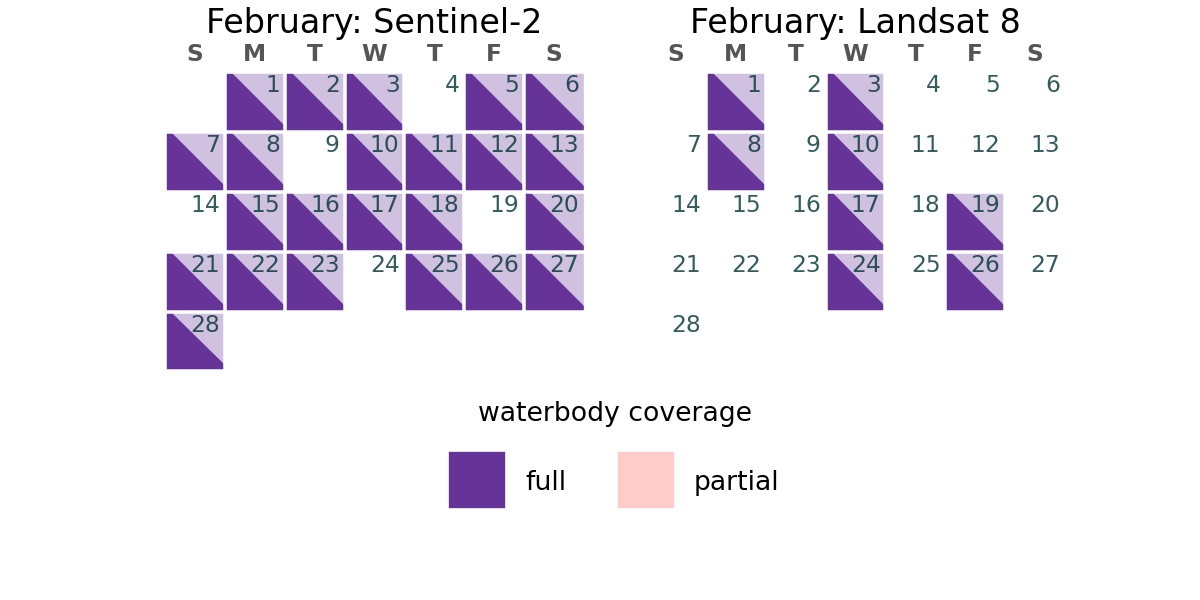 February: Sentinel-2
S M T W T F S
1 2 3 4 5 6
7 8 9 10 11 12 13
14 15 16 17 18 19 20
21 22 23 24 25 26 27
28
February: Landsat 8
S M T W T F S
1 2 3 4 5 6
7 8 9 10 11 12 13
14 15 16 17 18 19 20
21 22 23 24 25 26 27
28
waterbody coverage
full partial